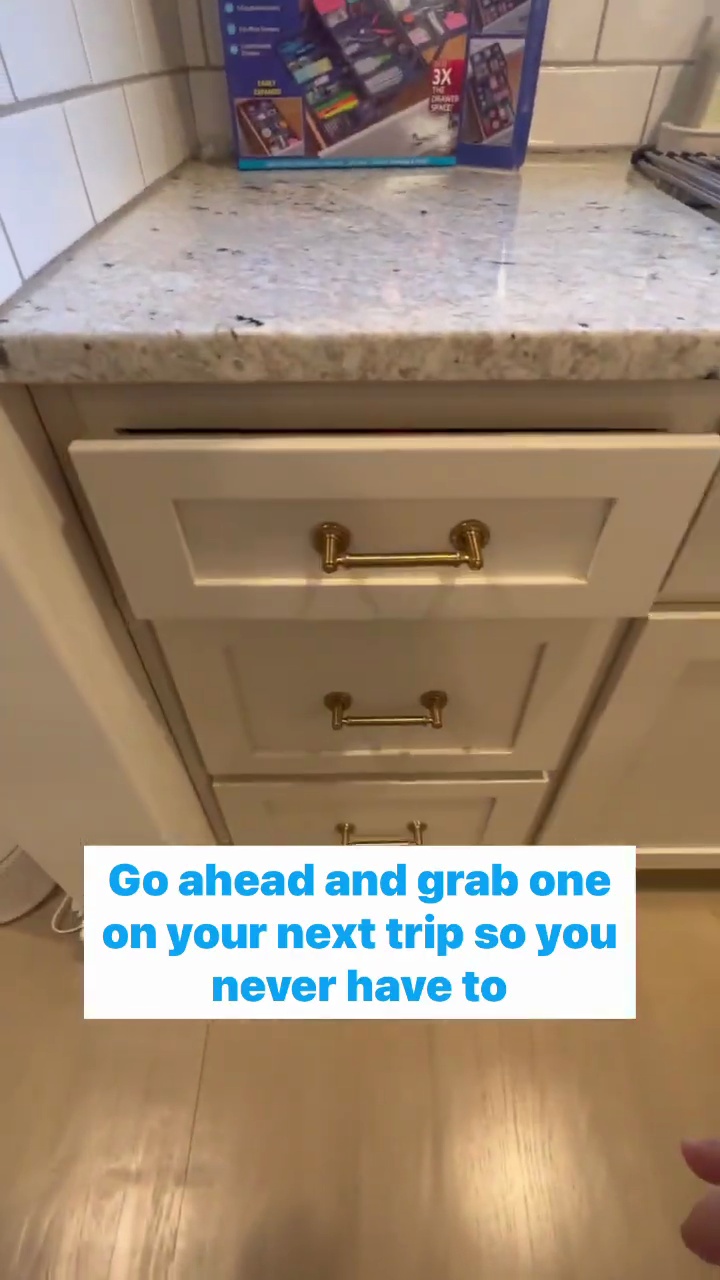 EASILY
EXPANDED
3X
THE
DRAWER
SPACE!
Go ahead and grab one
on your next trip so you
never have to